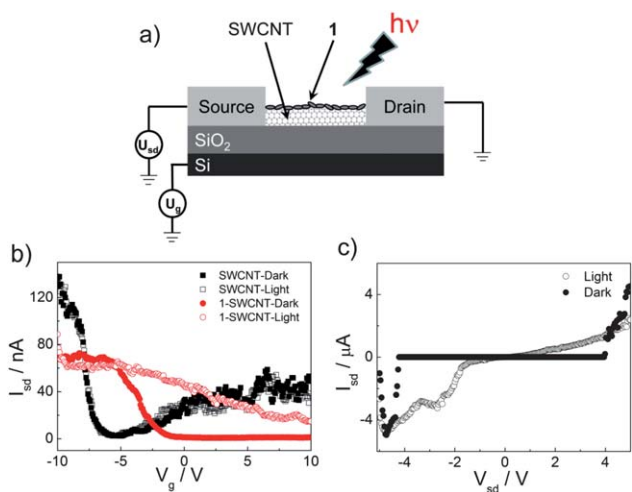 a)
SWCNT
1
hν
Source
Drain
SiO₂
Si
U_sd
U_g
b)
SWCNT-Dark
SWCNT-Light
1-SWCNT-Dark
1-SWCNT-Light
I_sd / nA
120
80
40
0
-10 -5 0 5 10
V_g / V
c)
Light
Dark
I_sd / μA
4
0
-4
-4 -2 0 2 4
V_sd / V